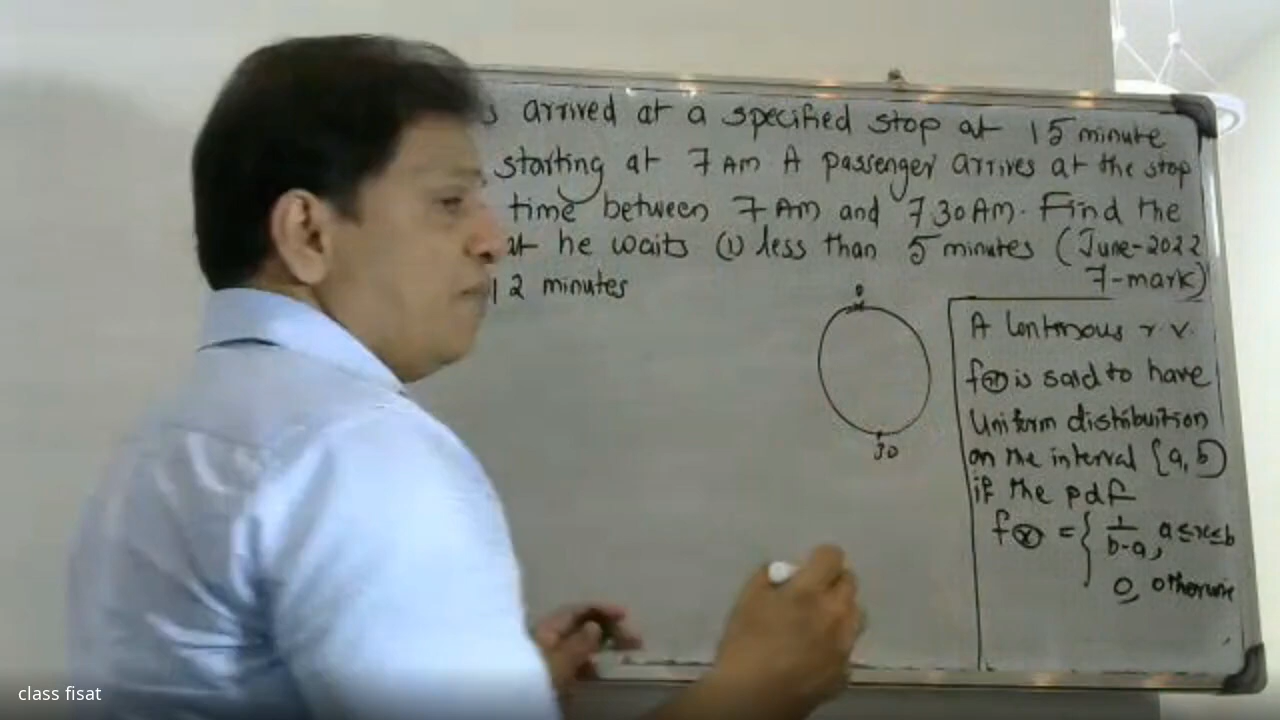 s arrived at a specified stop at 15 minute
starting at 7 AM A passenger arrives at the stop
time between 7 AM and 7 30 AM. Find the
he waits (1) less than 5 minutes (June-2022
7-mark)
12 minutes
0
30
A Continous r.v.
f(x) is said to have
Uniform distribuition
on the interval [a, b]
if the pdf
f(x) = { 1/b-a, a≤x≤b
0, otherwise
class fisat